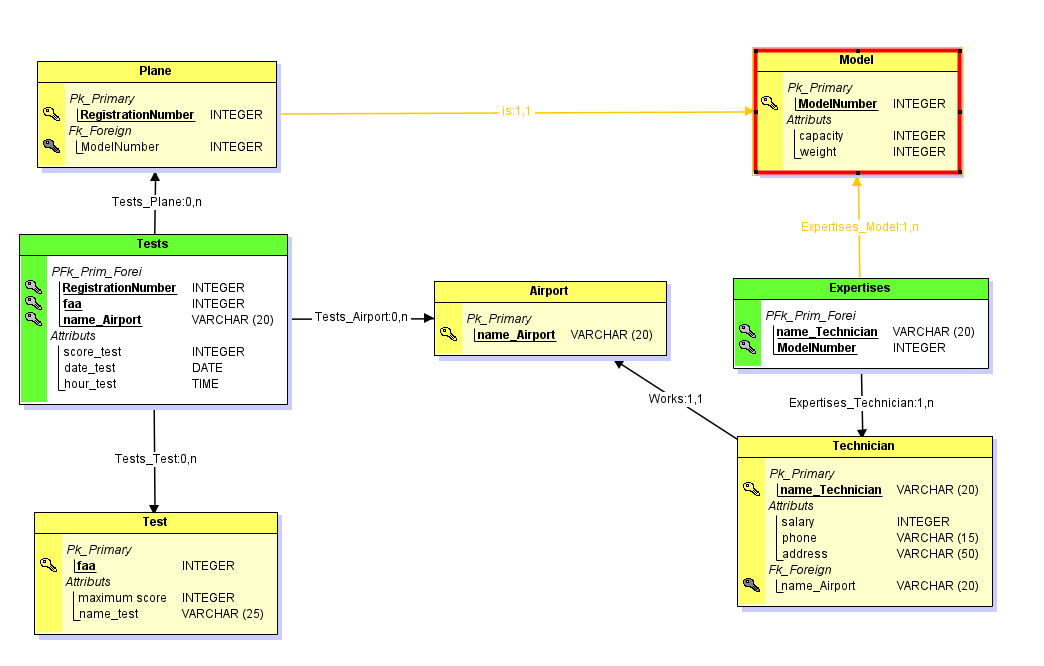 Plane
Pk_Primary
RegistrationNumber INTEGER
Fk_Foreign
ModelNumber INTEGER
is:1,1
Model
Pk_Primary
ModelNumber INTEGER
Attributs
capacity INTEGER
weight INTEGER
Tests_Plane:0,n
Expertises_Model:1,n
Tests
PFk_Prim_Forei
RegistrationNumber INTEGER
faa INTEGER
name_Airport VARCHAR (20)
Attributs
score_test INTEGER
date_test DATE
hour_test TIME
Tests_Airport:0,n
Airport
Pk_Primary
name_Airport VARCHAR (20)
Expertises
PFk_Prim_Forei
name_Technician VARCHAR (20)
ModelNumber INTEGER
Works:1,1
Expertises_Technician:1,n
Tests_Test:0,n
Test
Pk_Primary
faa INTEGER
Attributs
maximum score INTEGER
name_test VARCHAR (25)
Technician
Pk_Primary
name_Technician VARCHAR (20)
Attributs
salary INTEGER
phone VARCHAR (15)
address VARCHAR (50)
Fk_Foreign
name_Airport VARCHAR (20)